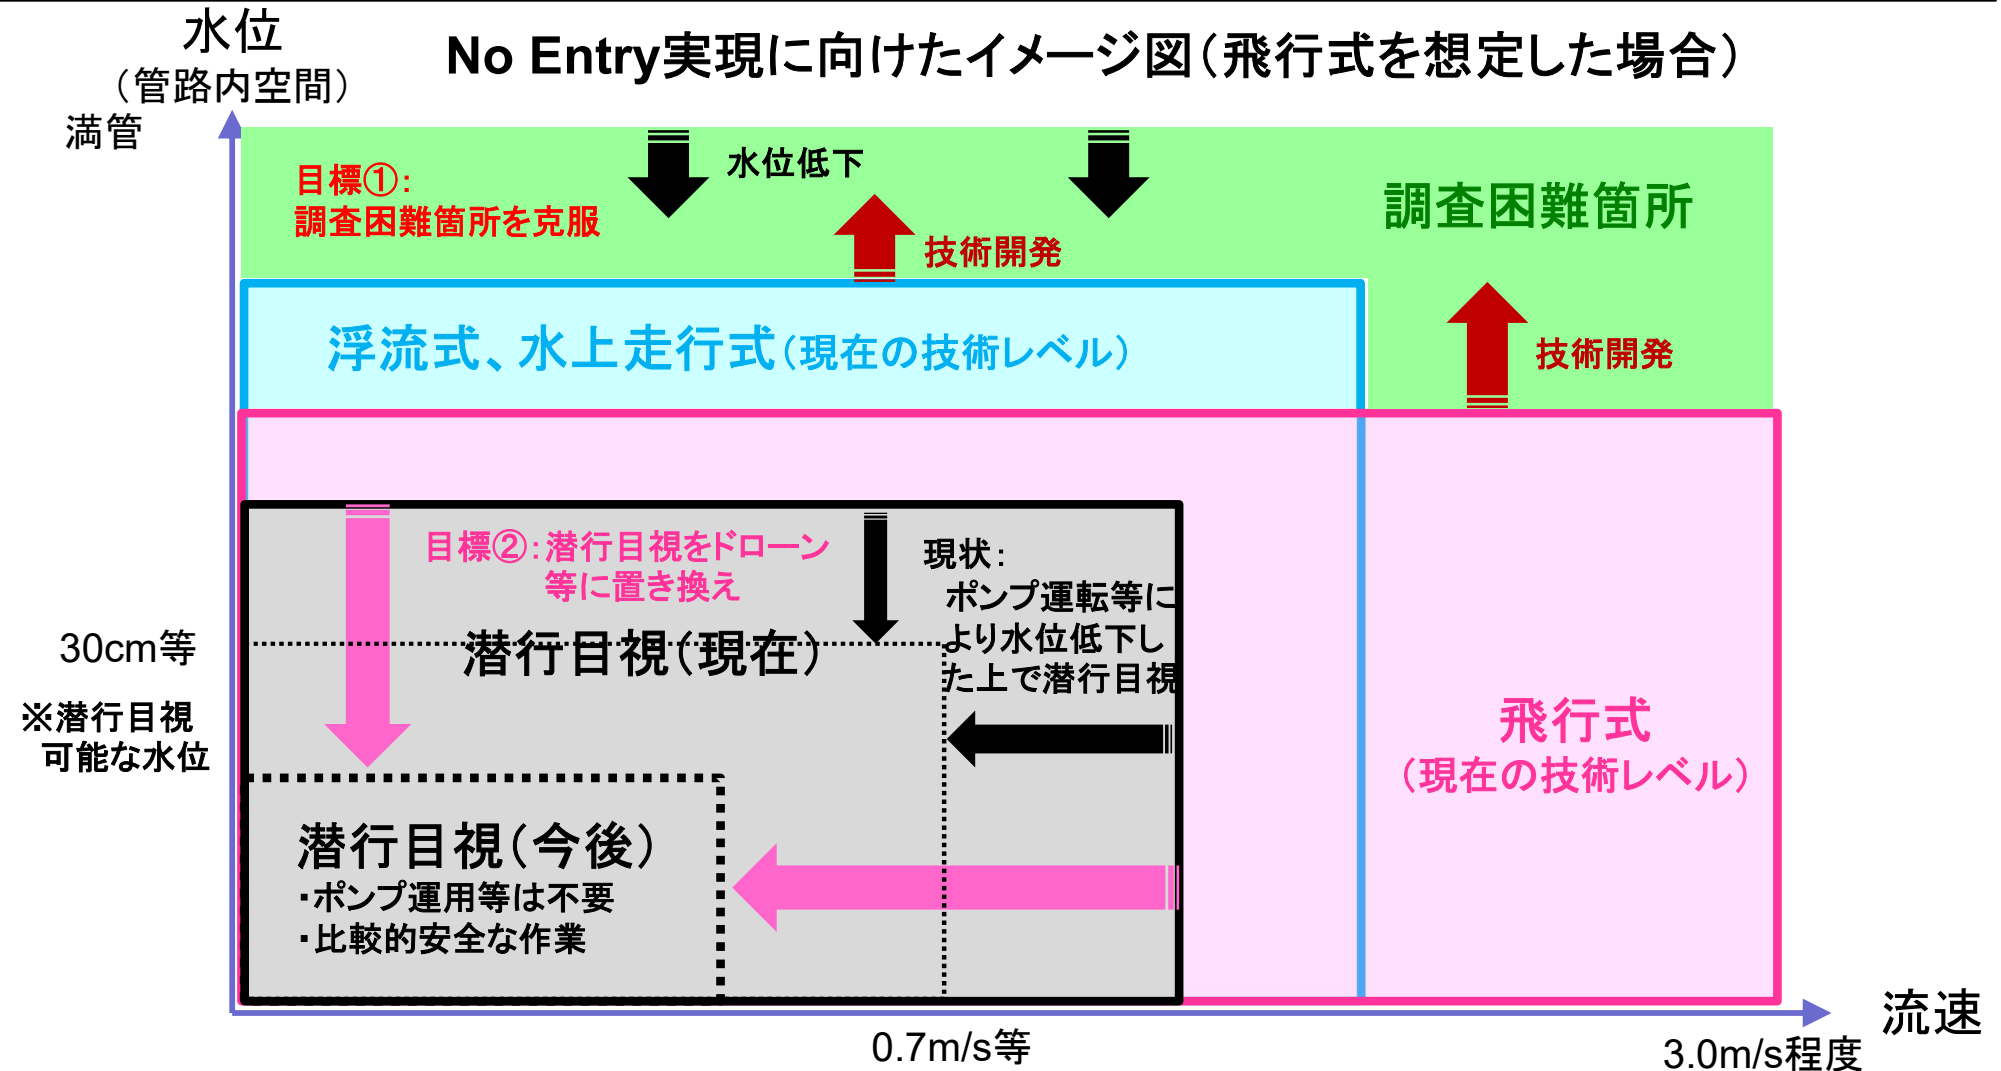 水位
（管路内空間）
満管
No Entry実現に向けたイメージ図（飛行式を想定した場合）
目標①：
調査困難箇所を克服
水位低下
技術開発
調査困難箇所
技術開発
浮流式、水上走行式（現在の技術レベル）
目標②：潜行目視をドローン
等に置き換え
現状：
ポンプ運転等に
より水位低下し
た上で潜行目視
潜行目視（現在）
30cm等
※潜行目視
可能な水位
飛行式
（現在の技術レベル）
潜行目視（今後）
・ポンプ運用等は不要
・比較的安全な作業
0.7m/s等
3.0m/s程度
流速